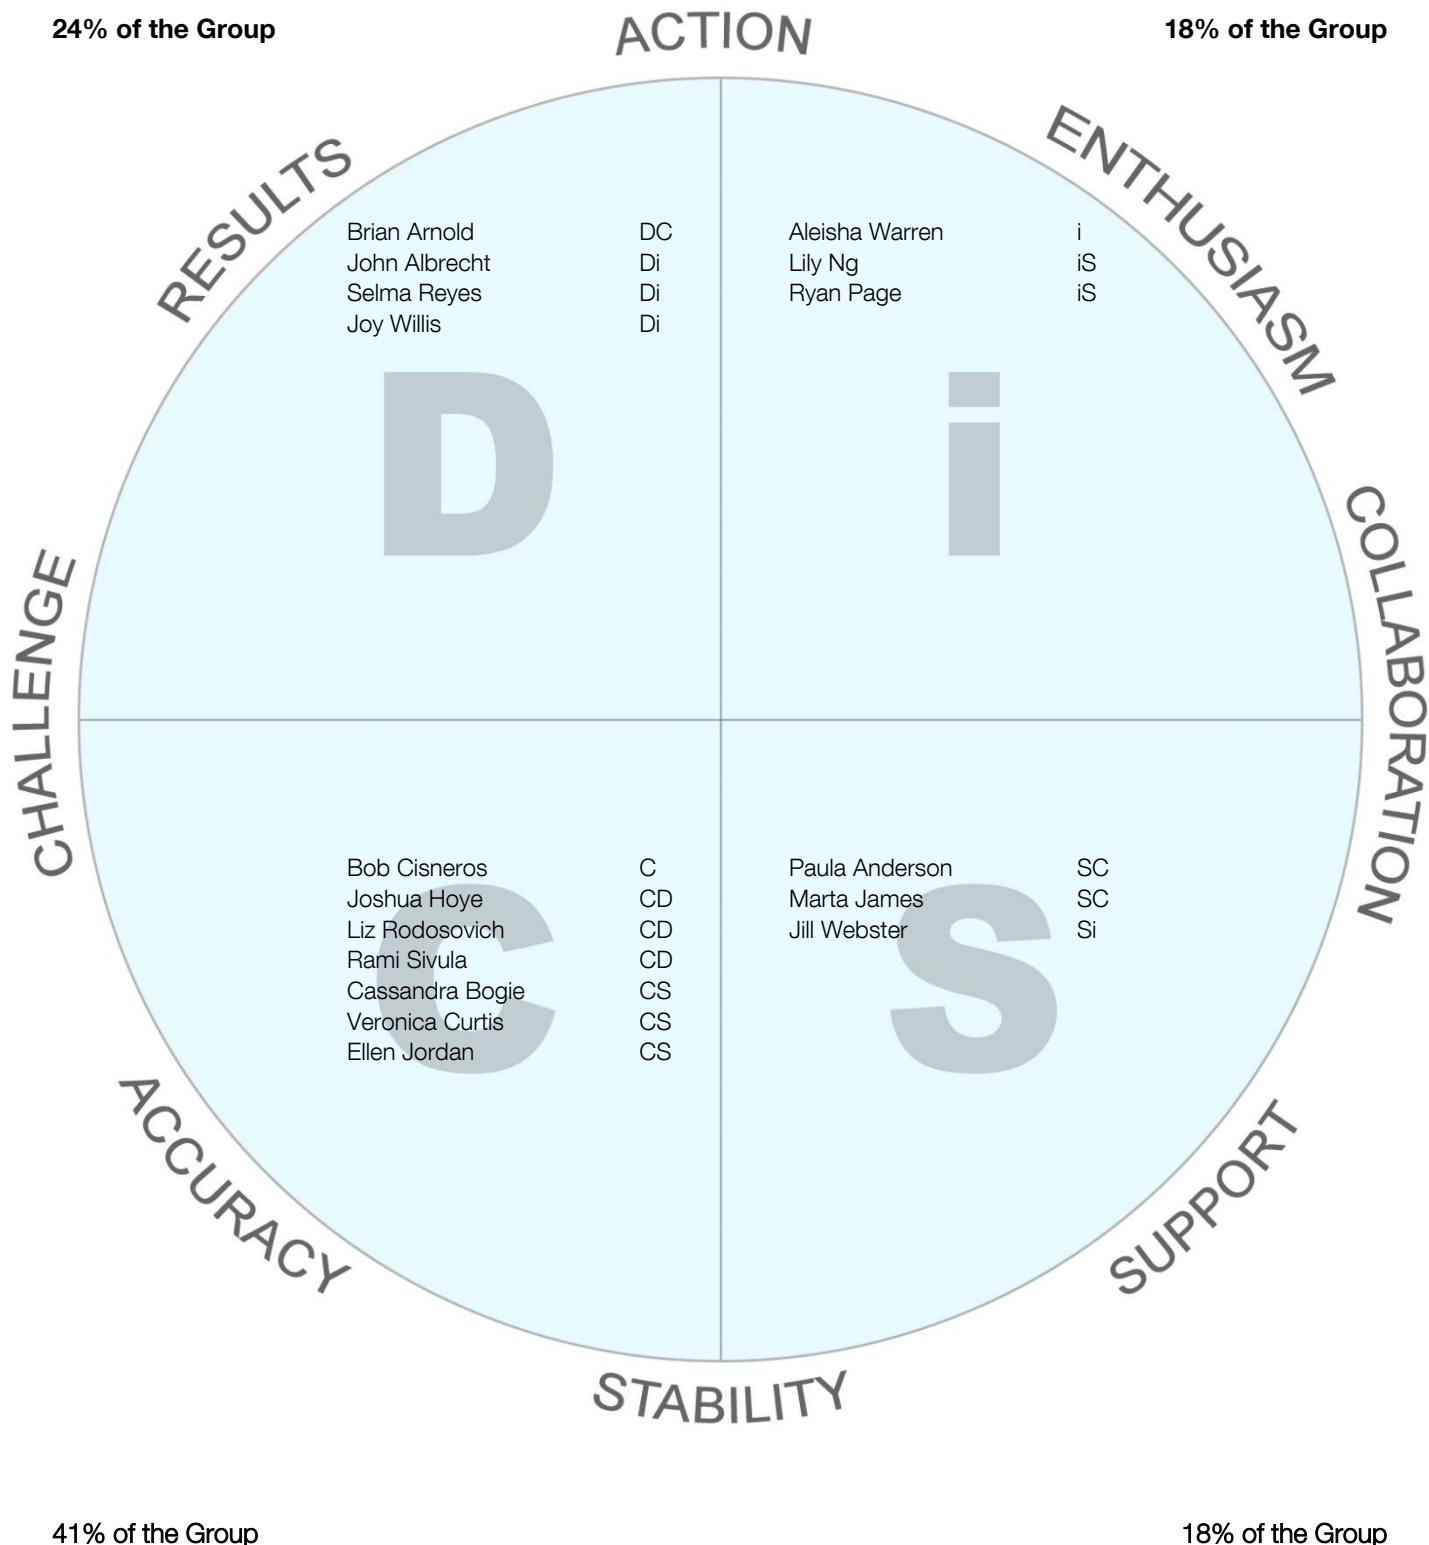 24% of the Group
ACTION
18% of the Group
RESULTS
ENTHUSIASM
Brian Arnold DC
John Albrecht Di
Selma Reyes Di
Joy Willis Di
Aleisha Warren i
Lily Ng iS
Ryan Page iS
D
i
CHALLENGE
COLLABORATION
Bob Cisneros C
Joshua Hoye CD
Liz Rodosovich CD
Rami Sivula CD
Cassandra Bogie CS
Veronica Curtis CS
Ellen Jordan CS
Paula Anderson SC
Marta James SC
Jill Webster Si
C
S
ACCURACY
SUPPORT
STABILITY
41% of the Group
18% of the Group